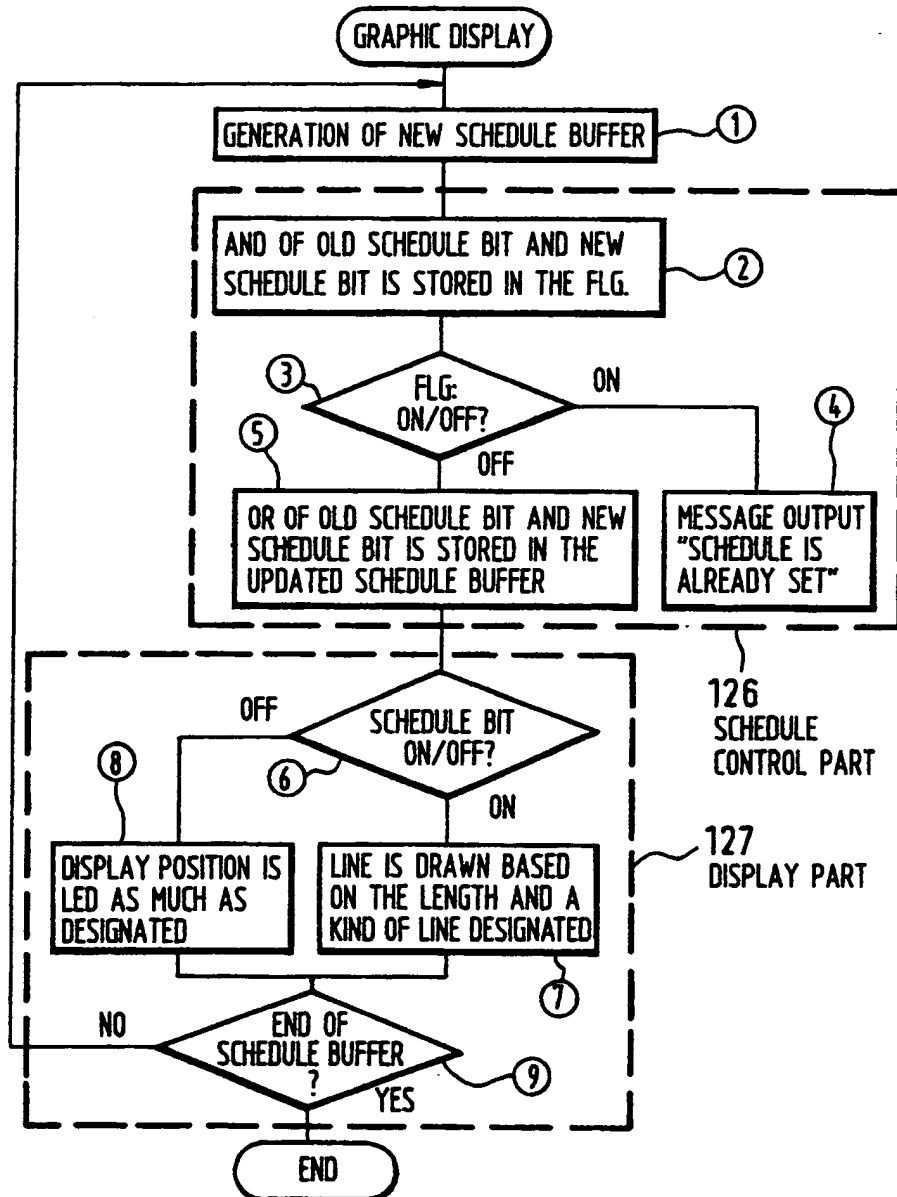 GRAPHIC DISPLAY
GENERATION OF NEW SCHEDULE BUFFER
1
AND OF OLD SCHEDULE BIT AND NEW
SCHEDULE BIT IS STORED IN THE FLG.
2
3
FLG:
ON/OFF?
ON
OFF
4
5
OR OF OLD SCHEDULE BIT AND NEW
SCHEDULE BIT IS STORED IN THE
UPDATED SCHEDULE BUFFER
MESSAGE OUTPUT
"SCHEDULE IS
ALREADY SET"
126
SCHEDULE
CONTROL PART
OFF
SCHEDULE BIT
ON/OFF?
6
ON
8
DISPLAY POSITION IS
LED AS MUCH AS
DESIGNATED
LINE IS DRAWN BASED
ON THE LENGTH AND A
KIND OF LINE DESIGNATED
7
127
DISPLAY PART
NO
END OF
SCHEDULE BUFFER
?
9
YES
END